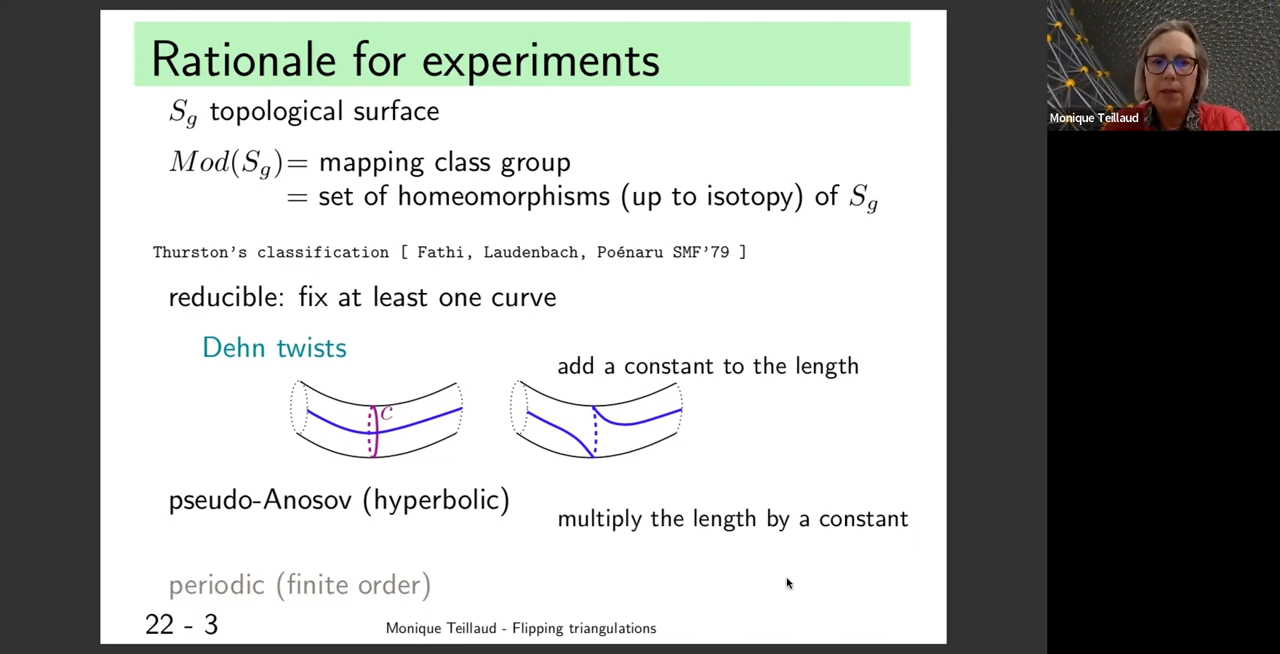 Rationale for experiments
S_g topological surface
Mod(S_g)= mapping class group
= set of homeomorphisms (up to isotopy) of S_g
Thurston's classification [ Fathi, Laudenbach, Poénaru SMF'79 ]
reducible: fix at least one curve
Dehn twists
add a constant to the length
c
pseudo-Anosov (hyperbolic)
multiply the length by a constant
periodic (finite order)
22 - 3
Monique Teillaud - Flipping triangulations
Monique Teillaud